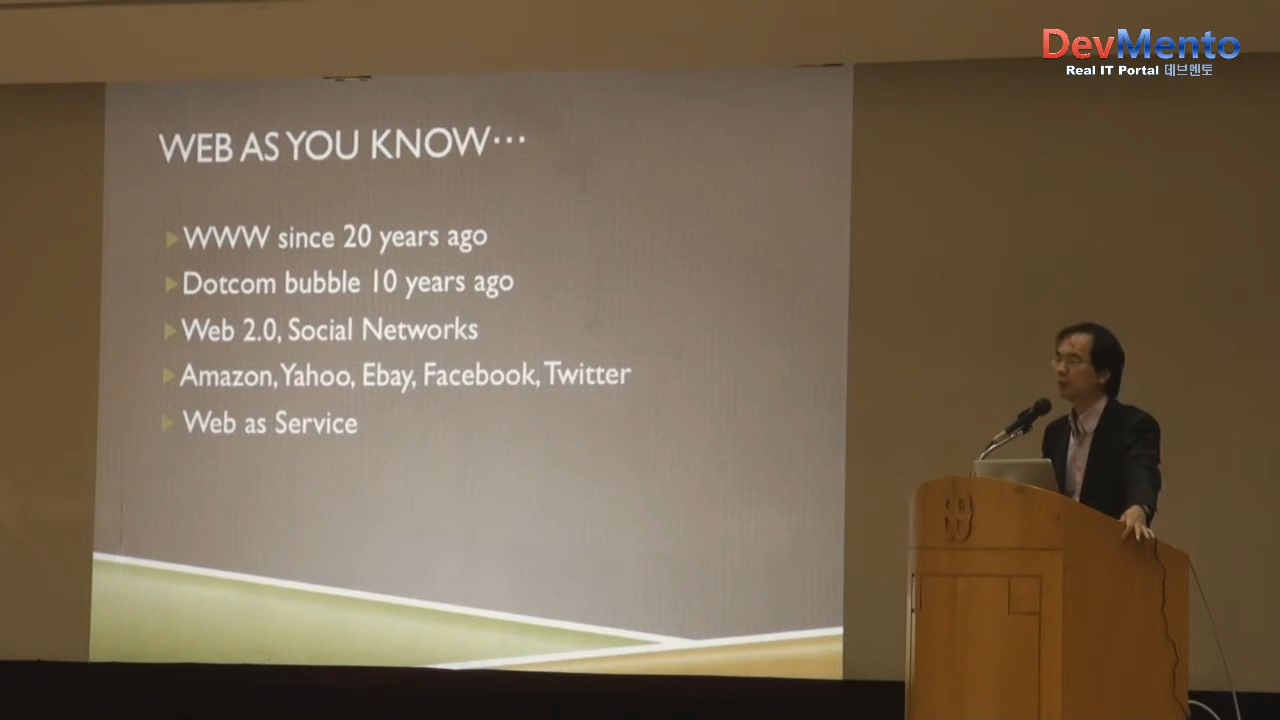 DevMento
Real IT Portal 데브멘토
WEB AS YOU KNOW…
WWW since 20 years ago
Dotcom bubble 10 years ago
Web 2.0, Social Networks
Amazon, Yahoo, Ebay, Facebook, Twitter
Web as Service